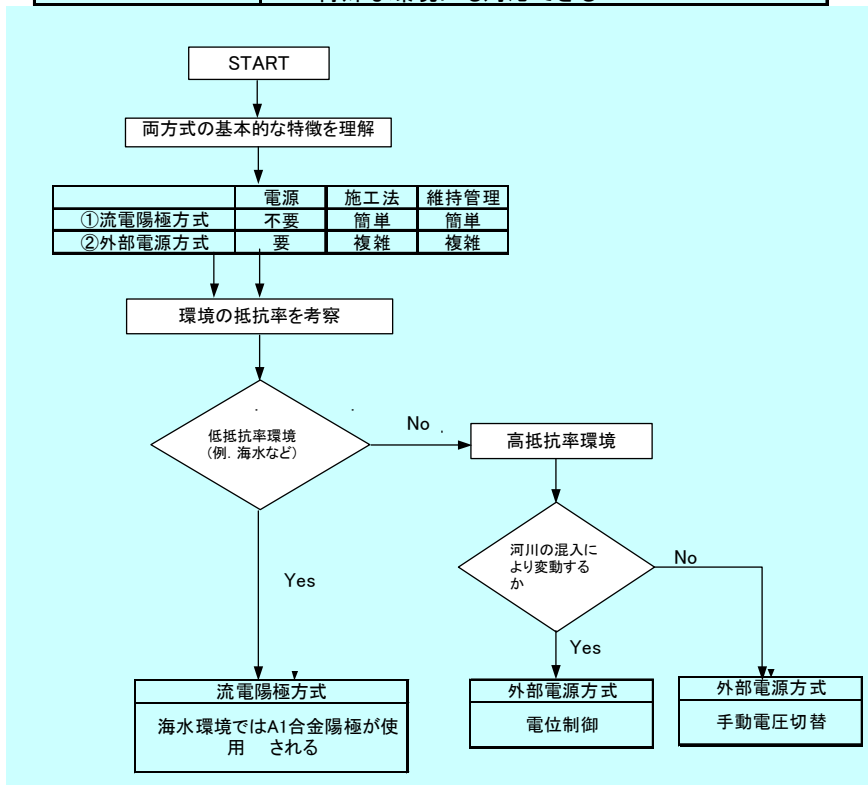 START
両方式の基本的な特徴を理解
電源 施工法 維持管理
①流電陽極方式 不要 簡単 簡単
②外部電源方式 要 複雑 複雑
環境の抵抗率を考察
低抵抗率環境
(例. 海水など)
No
高抵抗率環境
Yes
河川の混入に
より変動する
か
No
Yes
流電陽極方式
海水環境ではA1合金陽極が使
用 される
外部電源方式
電位制御
外部電源方式
手動電圧切替